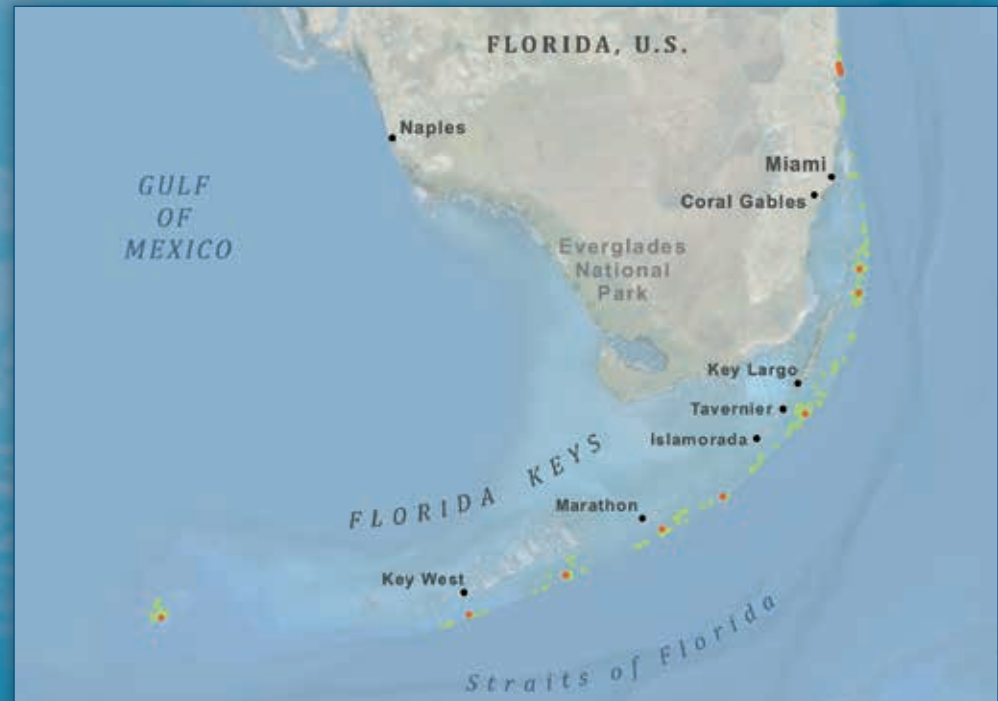 FLORIDA, U.S.
Naples
Miami
GULF
OF
MEXICO
Coral Gables
Everglades
National
Park
Key Largo
Tavernier
Islamorada
FLORIDA KEYS
Marathon
Key West
Straits of Florida